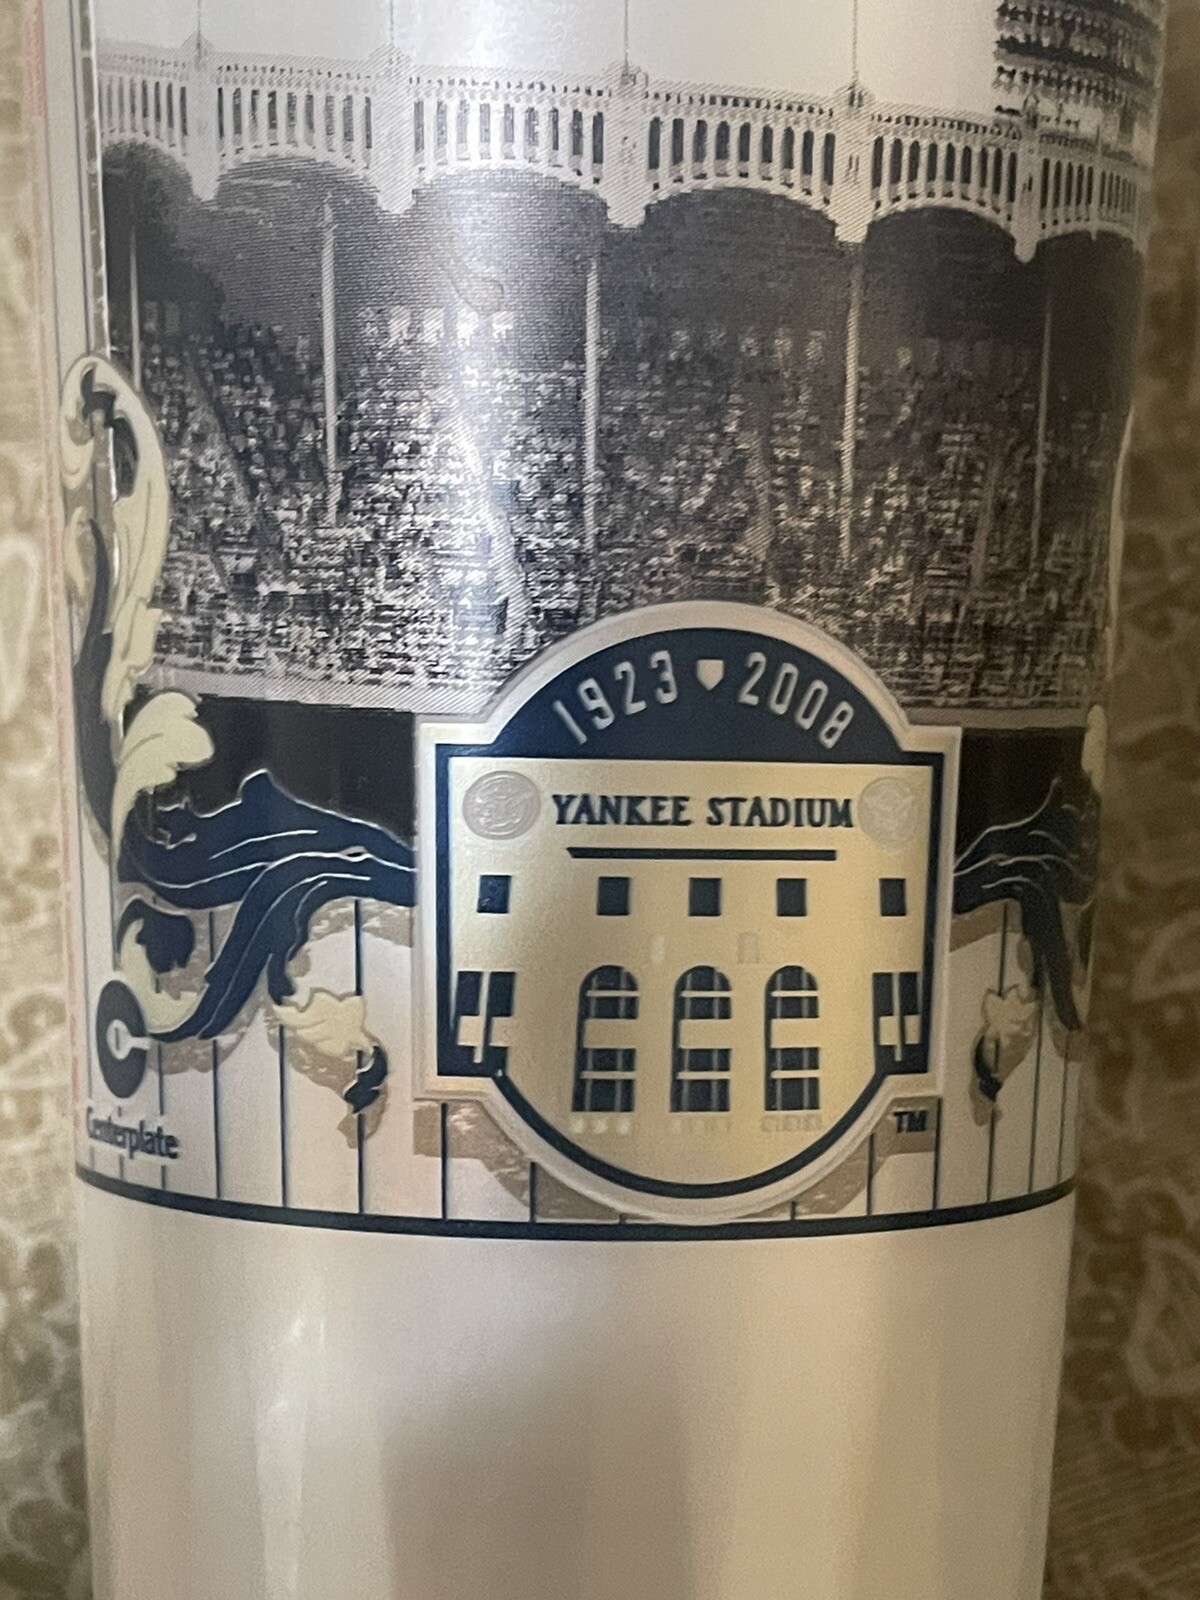 1923 2008
YANKEE STADIUM
TM
Centerplate